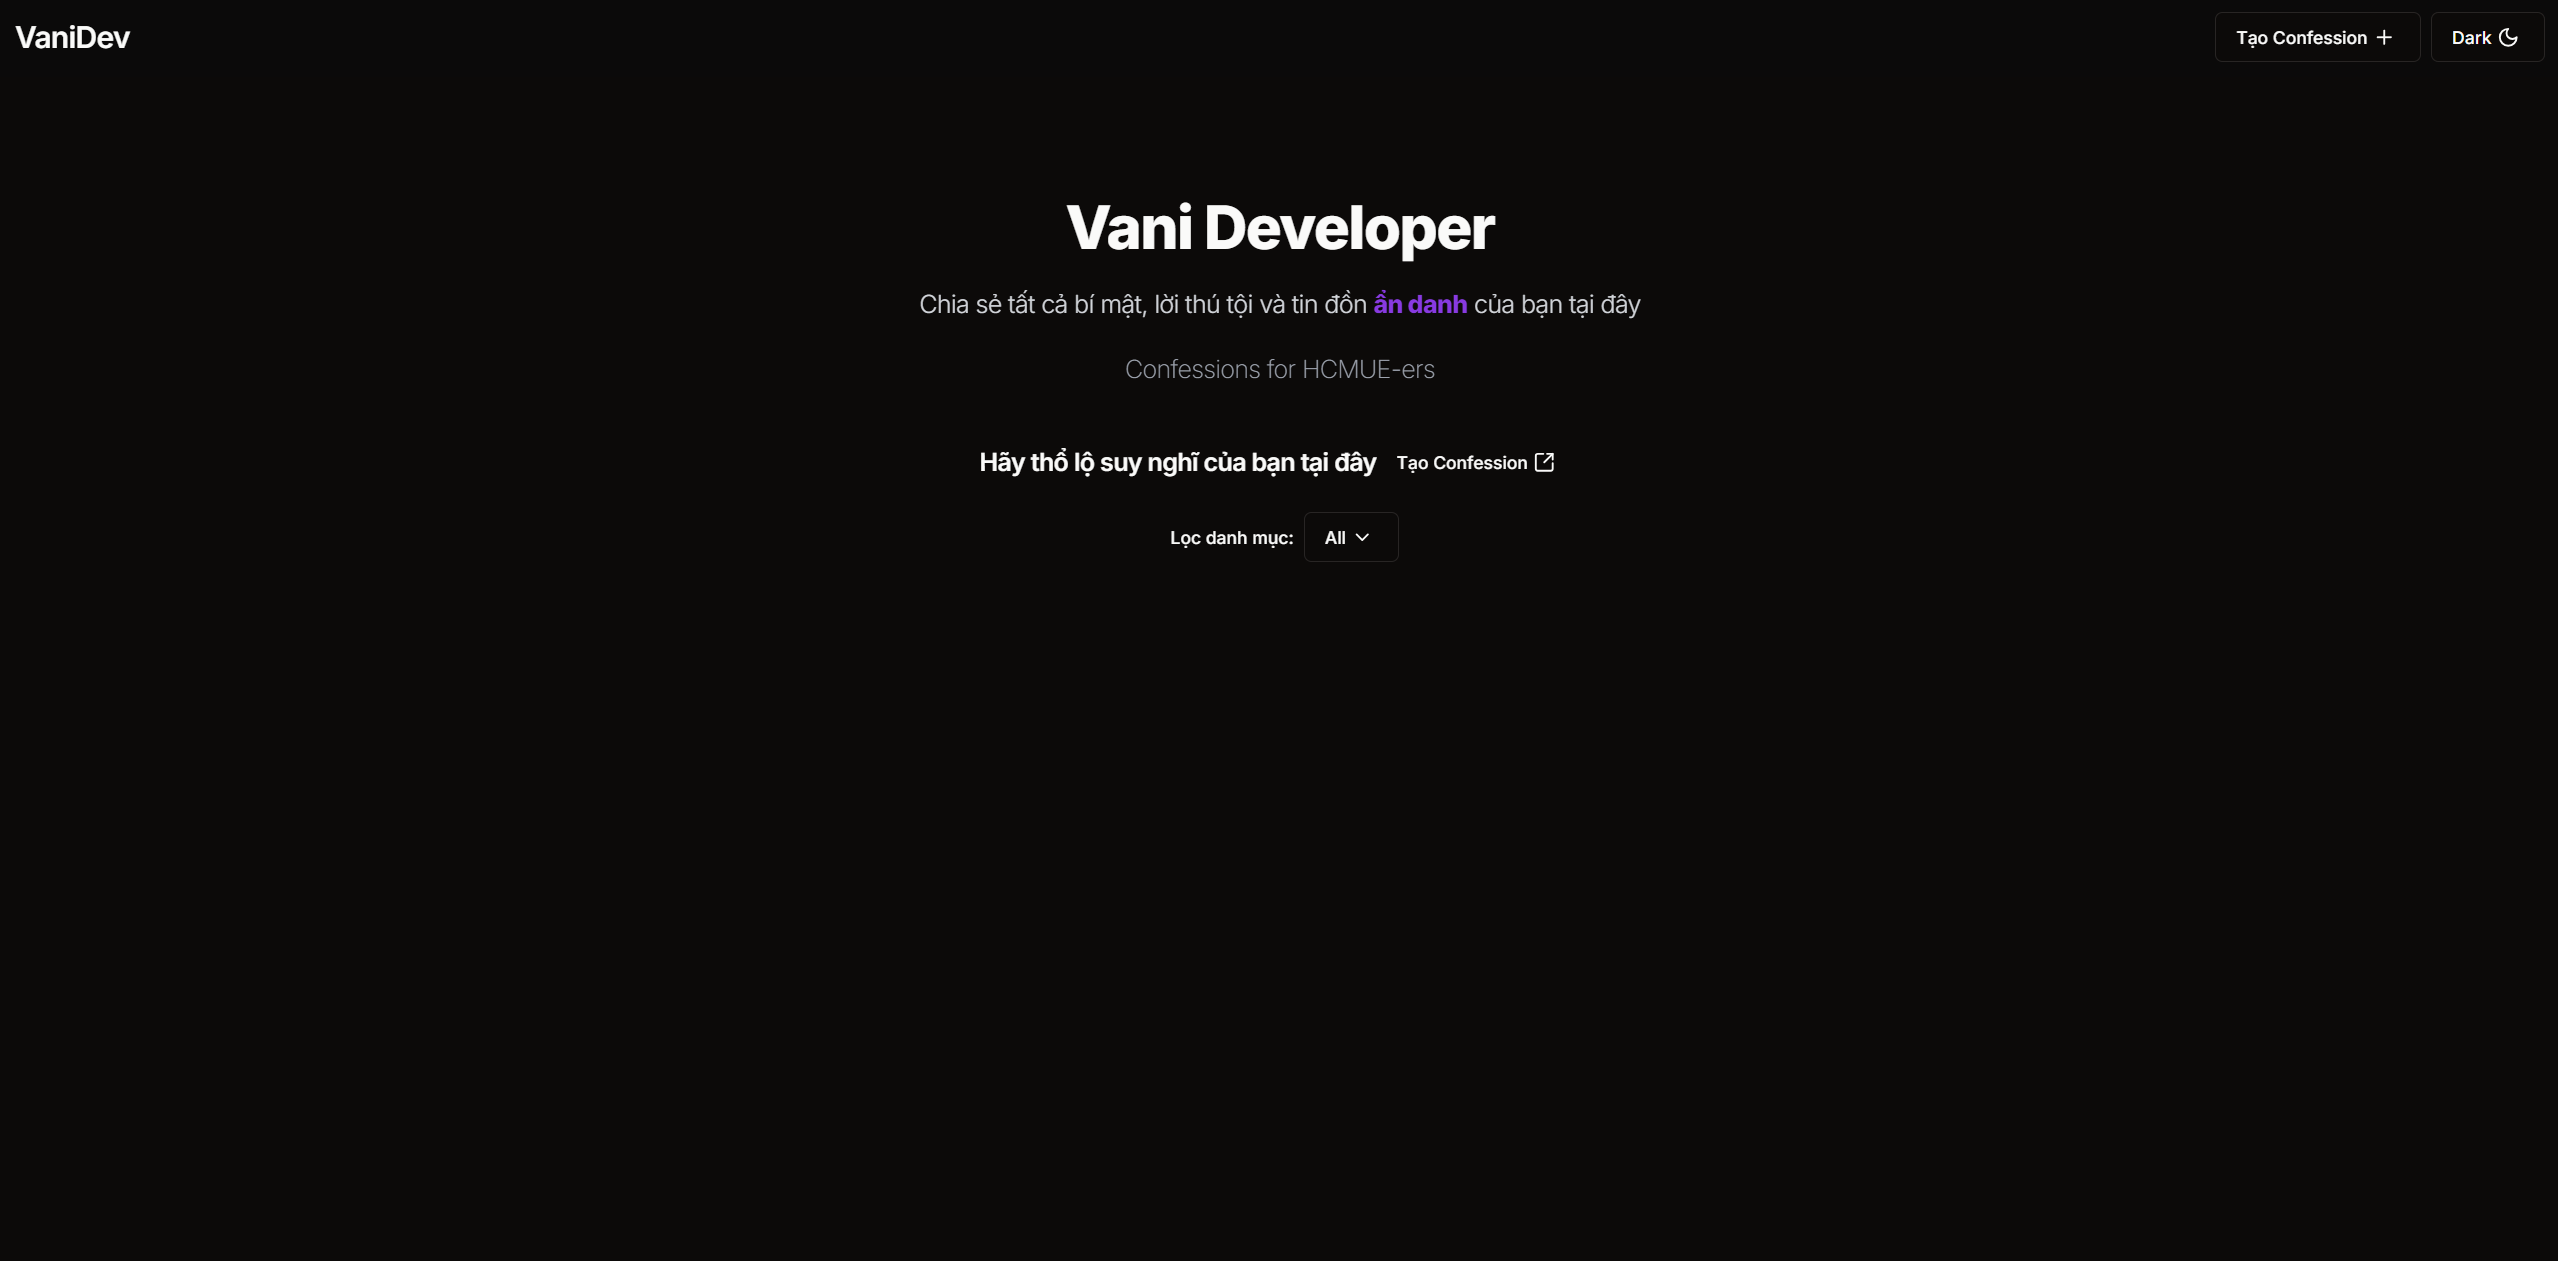 VaniDev
Tạo Confession
Dark
Vani Developer
Chia sẻ tất cả bí mật, lời thú tội và tin đồn ẩn danh của bạn tại đây
Confessions for HCMUE-ers
Hãy thổ lộ suy nghĩ của bạn tại đây
Tạo Confession
Lọc danh mục:
All